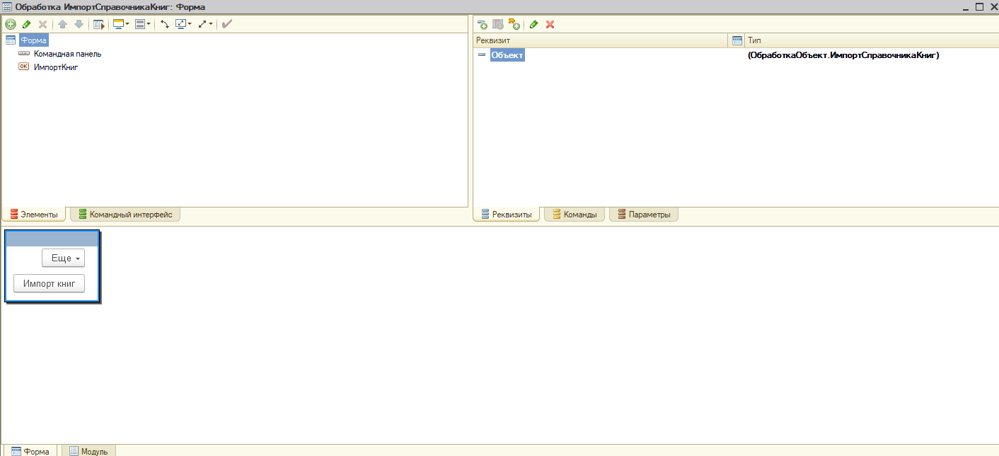 Обработка ИмпортСправочникаКниг: Форма
Форма
Командная панель
OK ИмпортКниг
Элементы Командный интерфейс
Реквизит Тип
Объект (ОбработкаОбъект.ИмпортСправочникаКниг)
Реквизиты Команды Параметры
Еще
Импорт книг
Форма Модуль